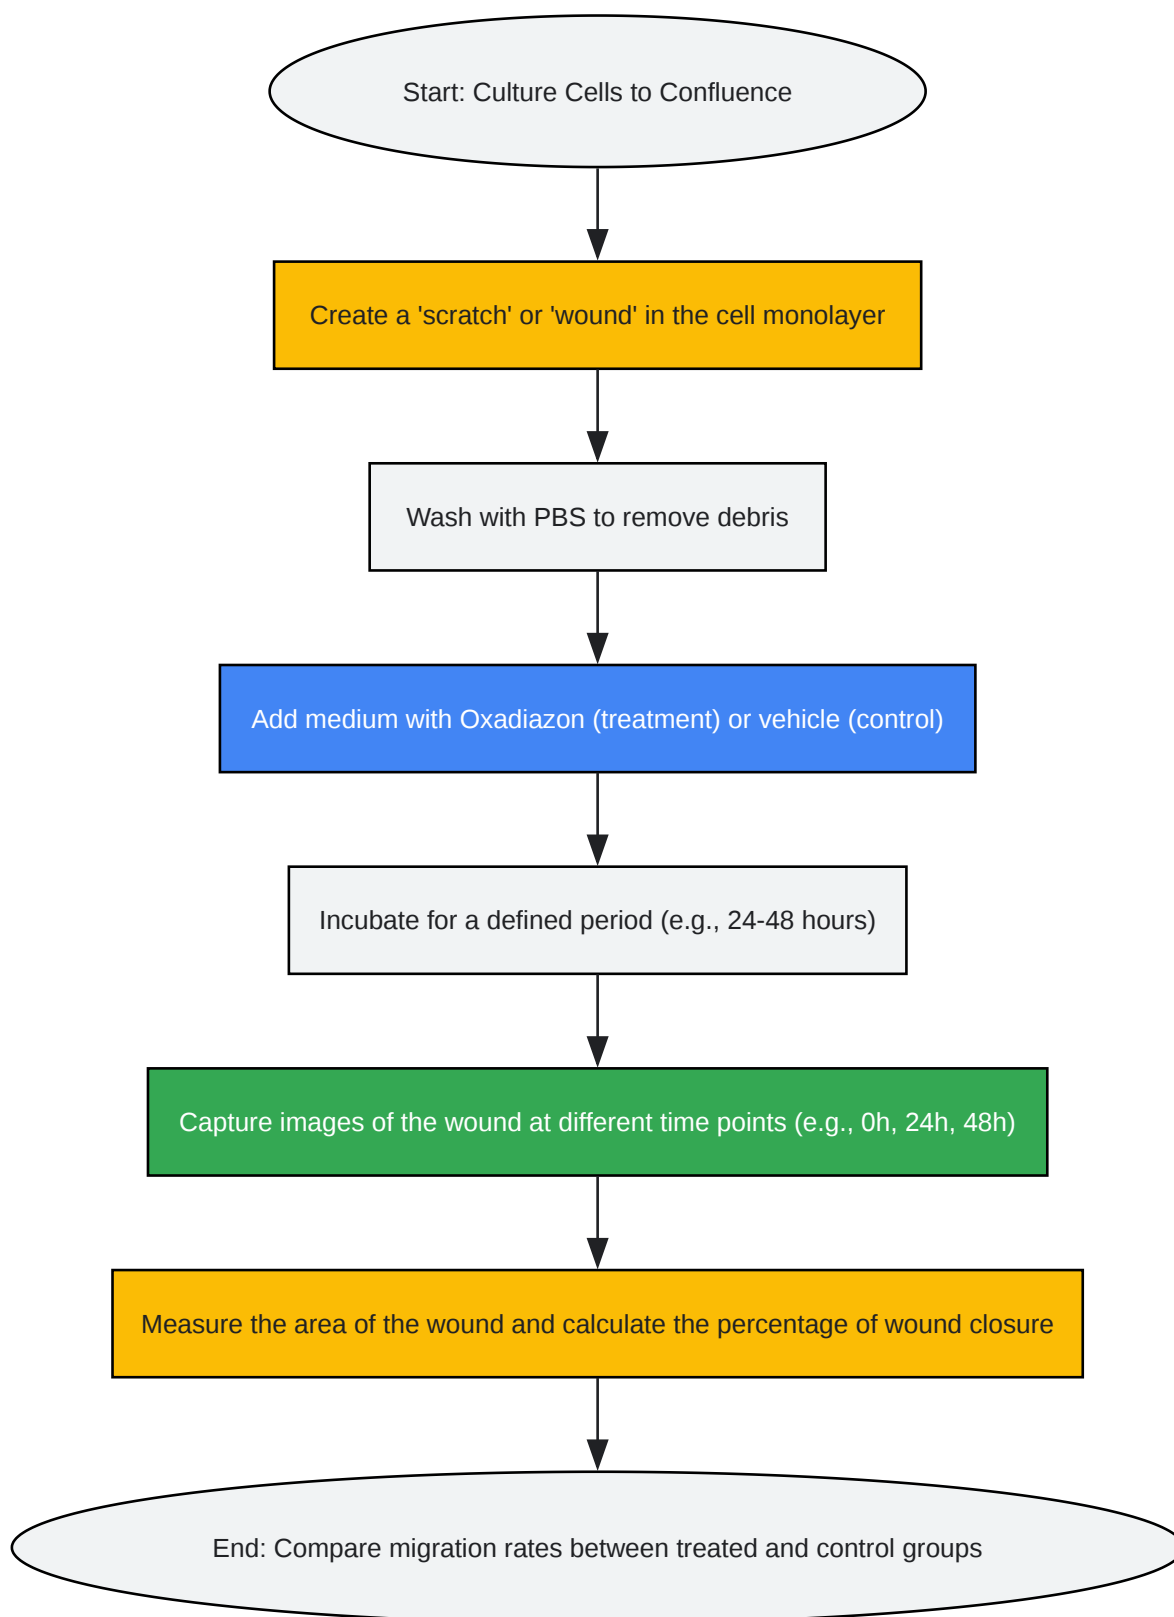 Start: Culture Cells to Confluence
Create a 'scratch' or 'wound' in the cell monolayer
Wash with PBS to remove debris
Add medium with Oxadiazon (treatment) or vehicle (control)
Incubate for a defined period (e.g., 24-48 hours)
Capture images of the wound at different time points (e.g., 0h, 24h, 48h)
Measure the area of the wound and calculate the percentage of wound closure
End: Compare migration rates between treated and control groups